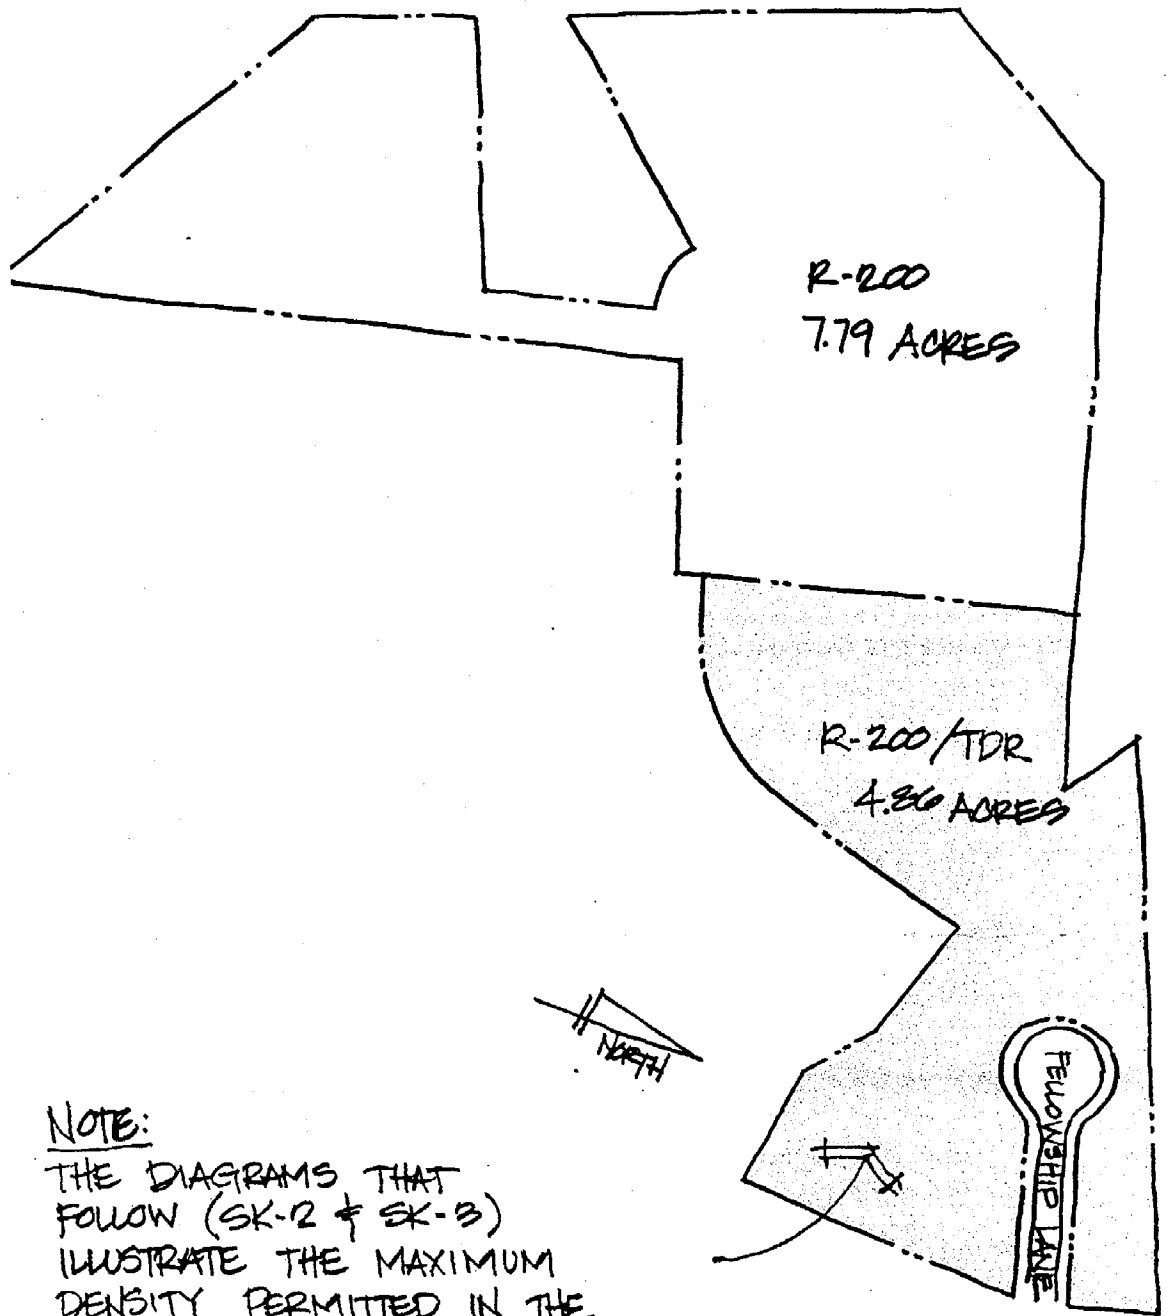 R-200
7.79 ACRES
R-200/TDR
4.86 ACRES
NORTH
FELLOWSHIP LANE
NOTE:
THE DIAGRAMS THAT
FOLLOW (SK-2 & SK-3)
ILLUSTRATE THE MAXIMUM
DENSITY PERMITTED IN THE